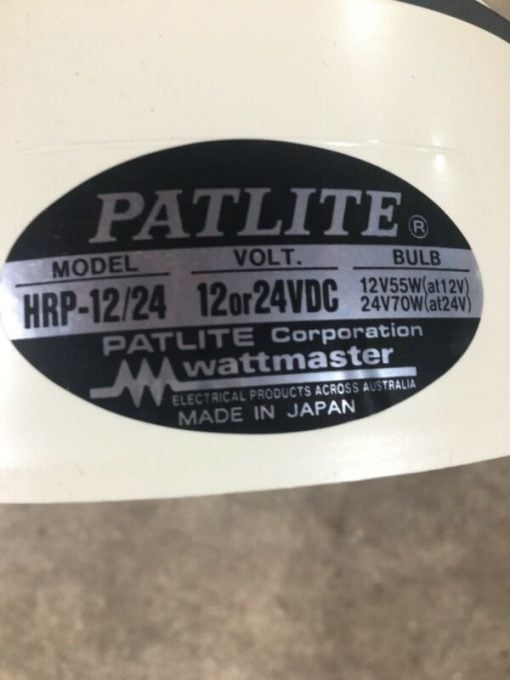 PATLITE®
MODEL VOLT. BULB
HRP-12/24 12or24VDC 12V55W(at12V)
24V70W(at24V)
PATLITE Corporation
wattmaster
ELECTRICAL PRODUCTS ACROSS AUSTRALIA
MADE IN JAPAN